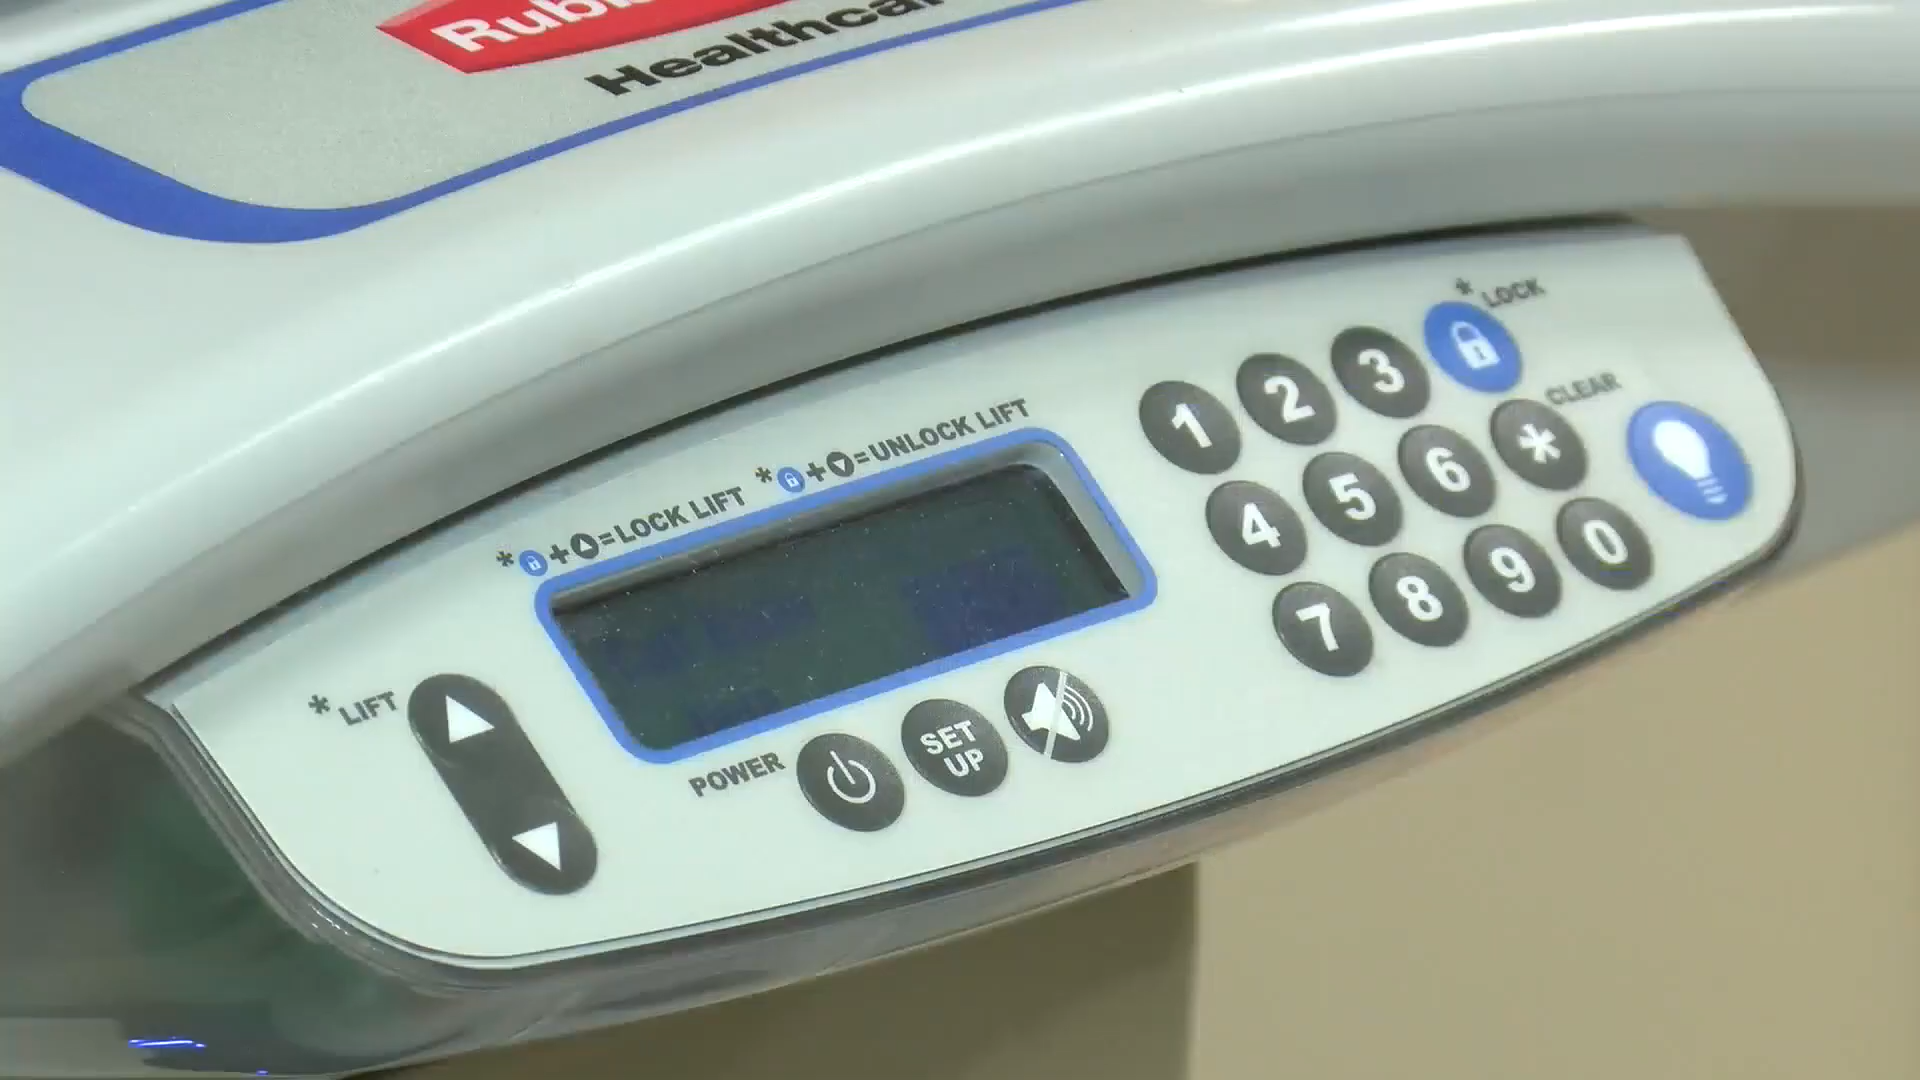 Healthcar
* LOCK
CLEAR
* + = LOCK LIFT * + = UNLOCK LIFT
1 2 3
4 5 6 *
7 8 9 0
* LIFT
POWER
SET
UP